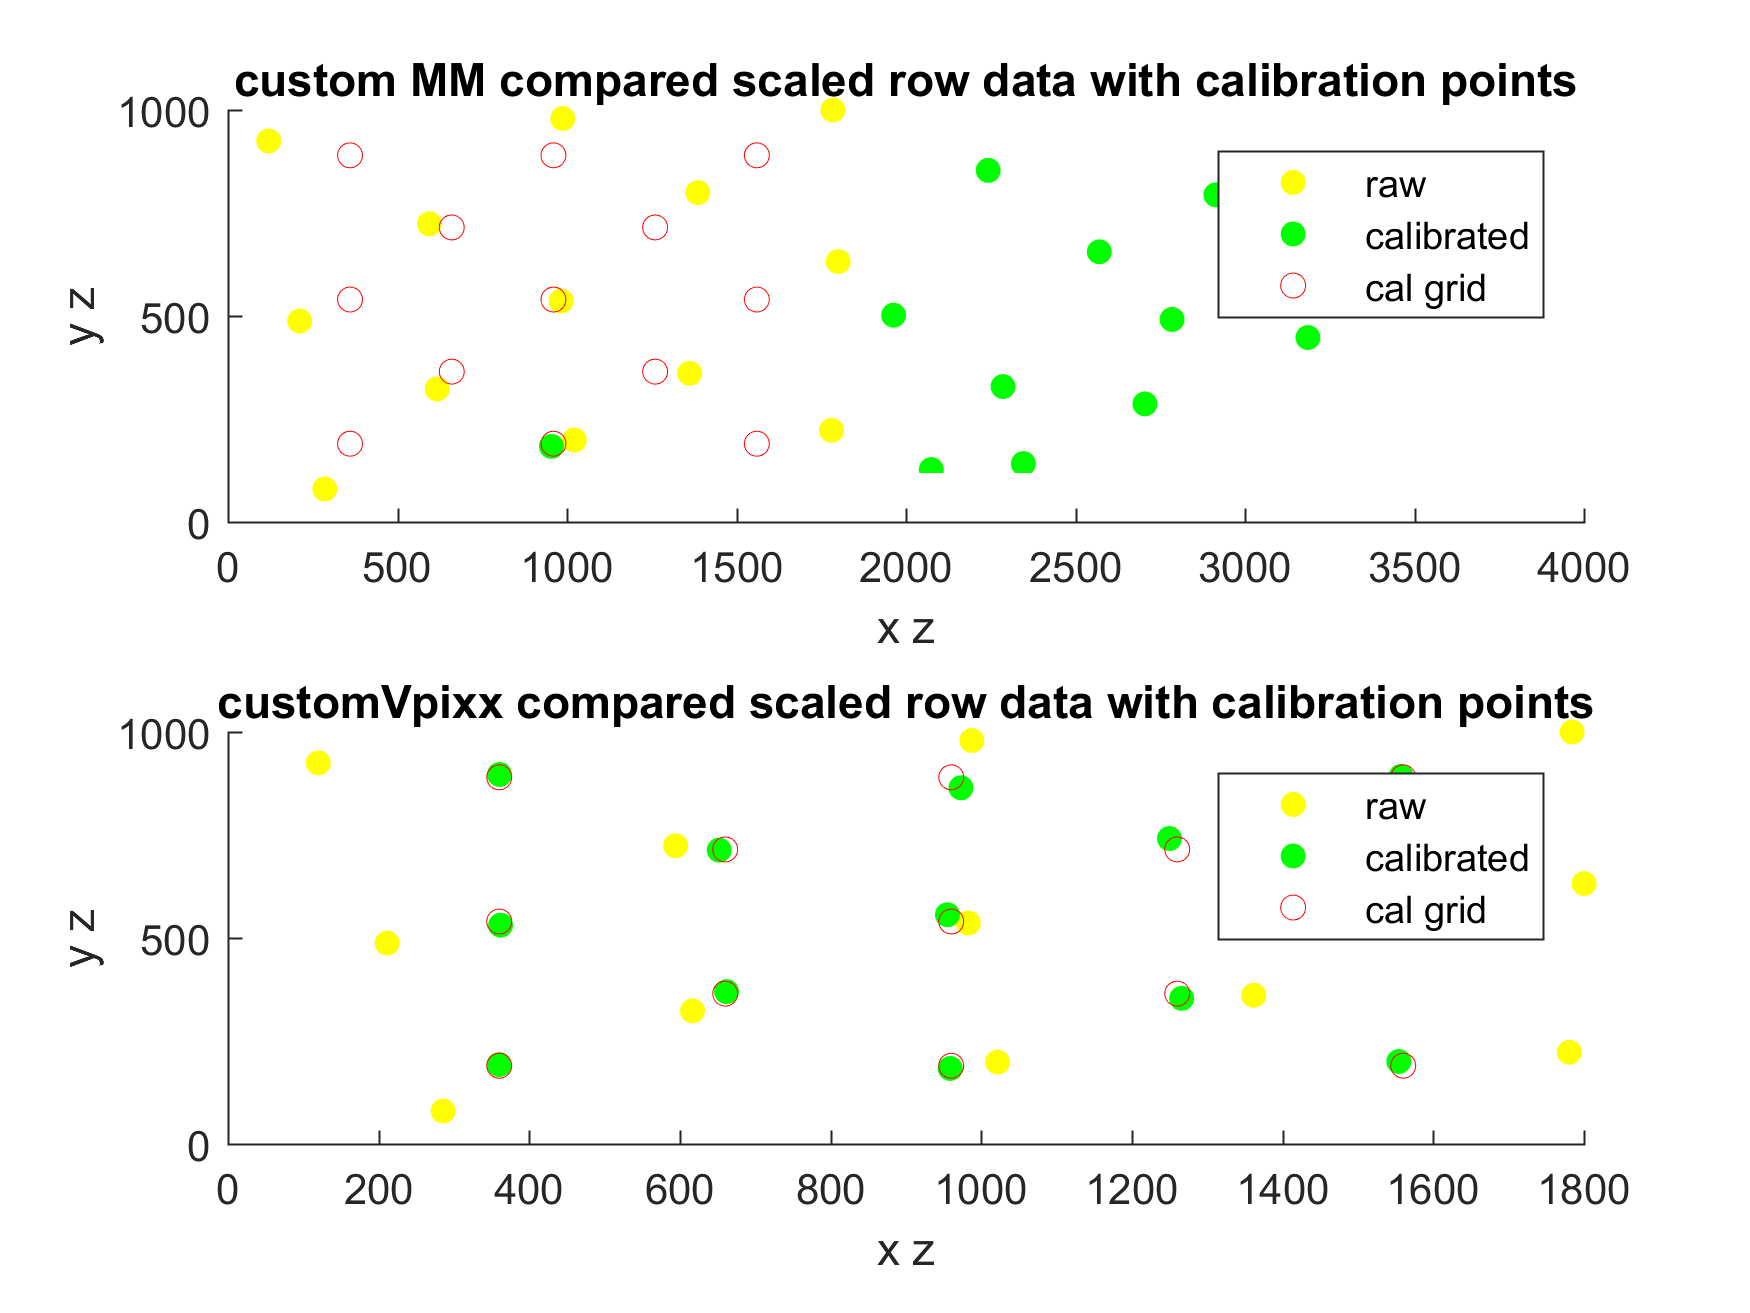 custom MM compared scaled row data with calibration points
1000
500
0
y z
raw
calibrated
cal grid
0 500 1000 1500 2000 2500 3000 3500 4000
x z
customVpixx compared scaled row data with calibration points
1000
500
0
y z
raw
calibrated
cal grid
0 200 400 600 800 1000 1200 1400 1600 1800
x z